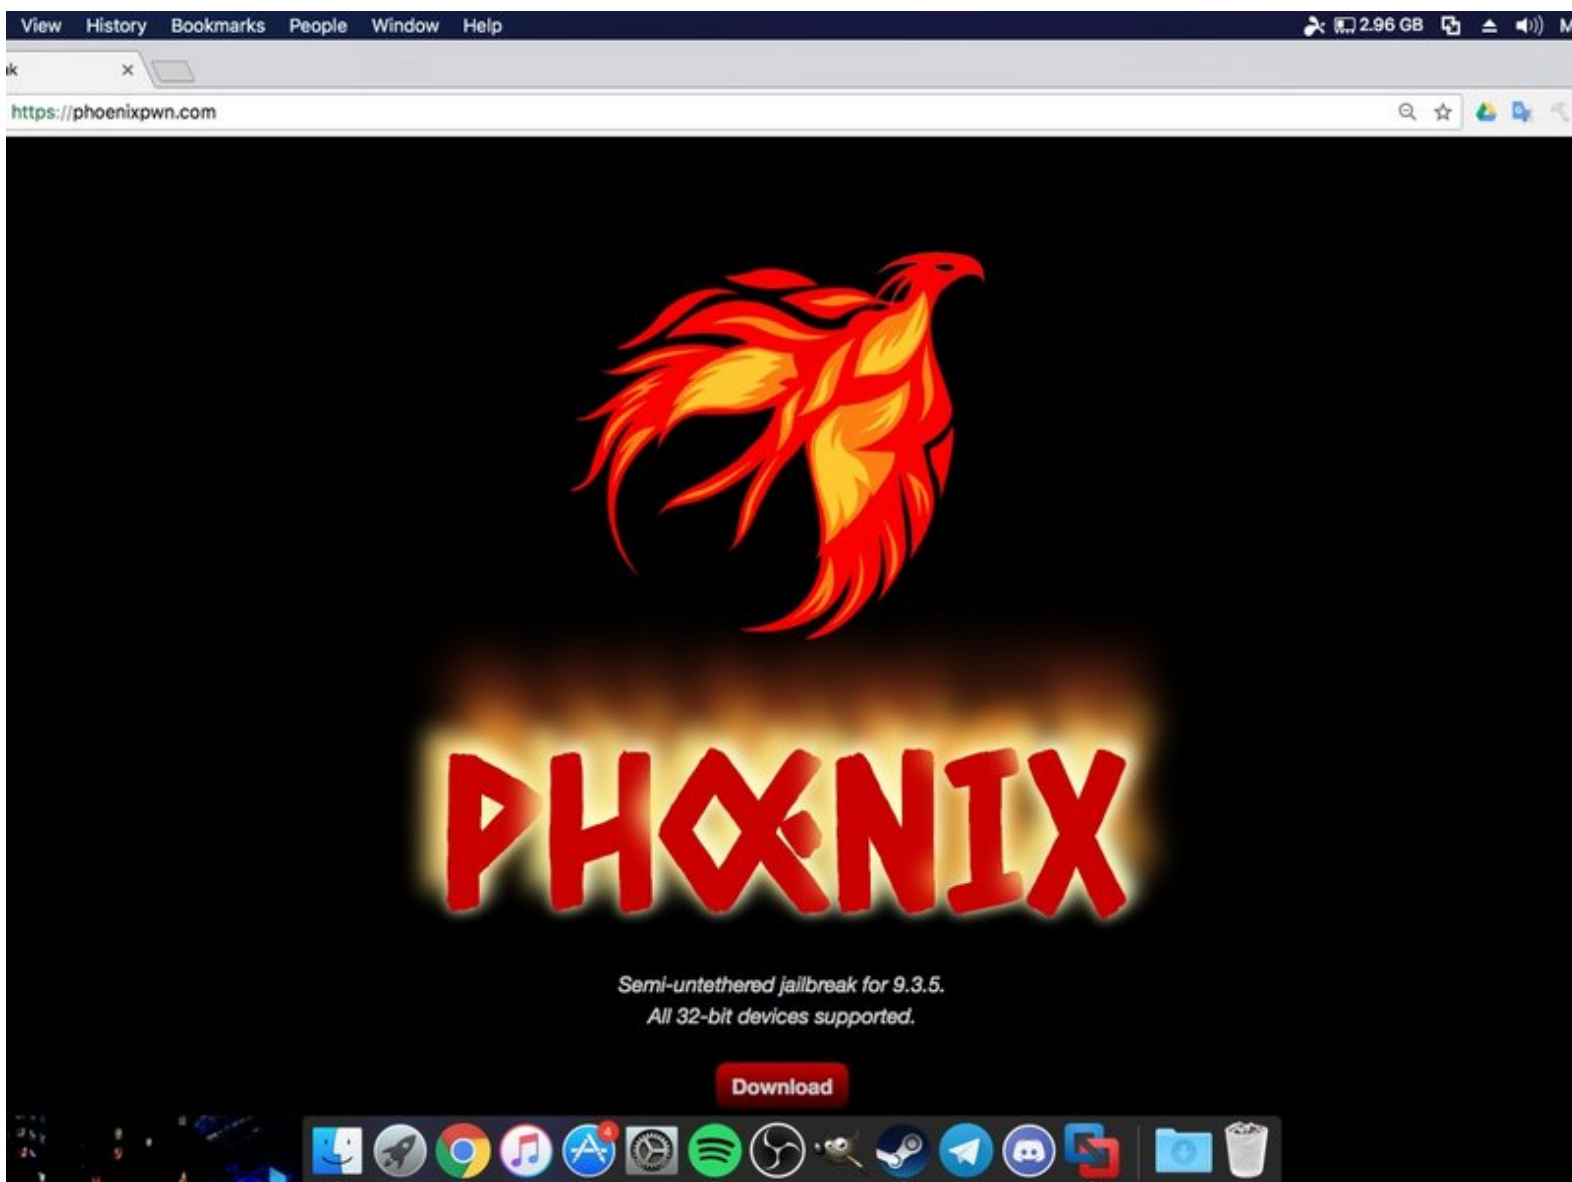 View History Bookmarks People Window Help 2.96 GB
https://phoenixpwn.com
PHŒNIX
Semi-untethered jailbreak for 9.3.5.
All 32-bit devices supported.
Download
4